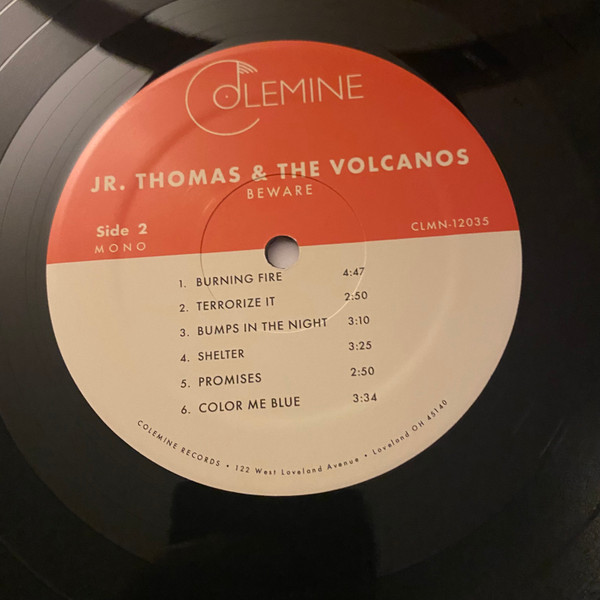 COLEMINE
JR. THOMAS & THE VOLCANOS
BEWARE
Side 2
MONO
CLMN-12035
1. BURNING FIRE 4:47
2. TERRORIZE IT 2:50
3. BUMPS IN THE NIGHT 3:10
4. SHELTER 3:25
5. PROMISES 2:50
6. COLOR ME BLUE 3:34
COLEMINE RECORDS • 122 West Loveland Avenue • Loveland OH 45140